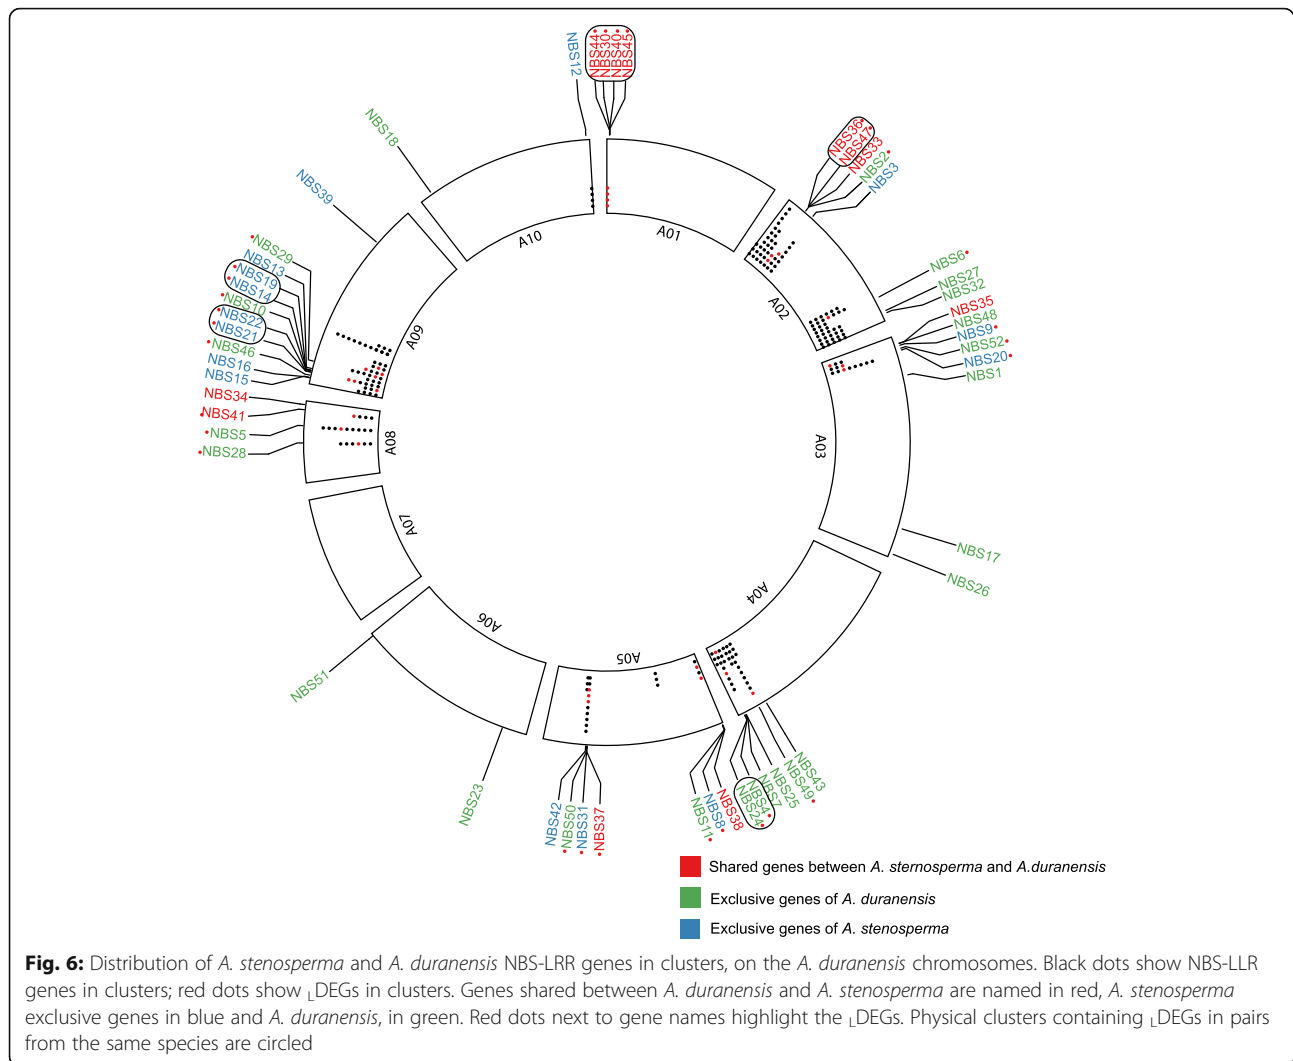 NBS12
NBS44
NBS30
NBS40
NBS45
NBS36
NBS47
NBS33
NBS2
NBS3
NBS18
NBS39
NBS29
NBS13
NBS19
NBS14
NBS10
NBS22
NBS21
NBS46
NBS16
NBS15
NBS34
NBS41
NBS5
NBS28
NBS6
NBS27
NBS32
NBS35
NBS48
NBS9
NBS52
NBS20
NBS1
NBS17
NBS26
A01
A02
A03
A04
A05
A06
A07
A08
A09
A10
NBS51
NBS23
NBS42
NBS50
NBS31
NBS37
NBS11
NBS8
NBS38
NBS24
NBS4
NBS7
NBS25
NBS49
NBS43
Shared genes between A. sternosperma and A.duranensis
Exclusive genes of A. duranensis
Exclusive genes of A. stenosperma
Fig. 6: Distribution of A. stenosperma and A. duranensis NBS-LRR genes in clusters, on the A. duranensis chromosomes. Black dots show NBS-LLR
genes in clusters; red dots show LDEGs in clusters. Genes shared between A. duranensis and A. stenosperma are named in red, A. stenosperma
exclusive genes in blue and A. duranensis, in green. Red dots next to gene names highlight the LDEGs. Physical clusters containing LDEGs in pairs
from the same species are circled